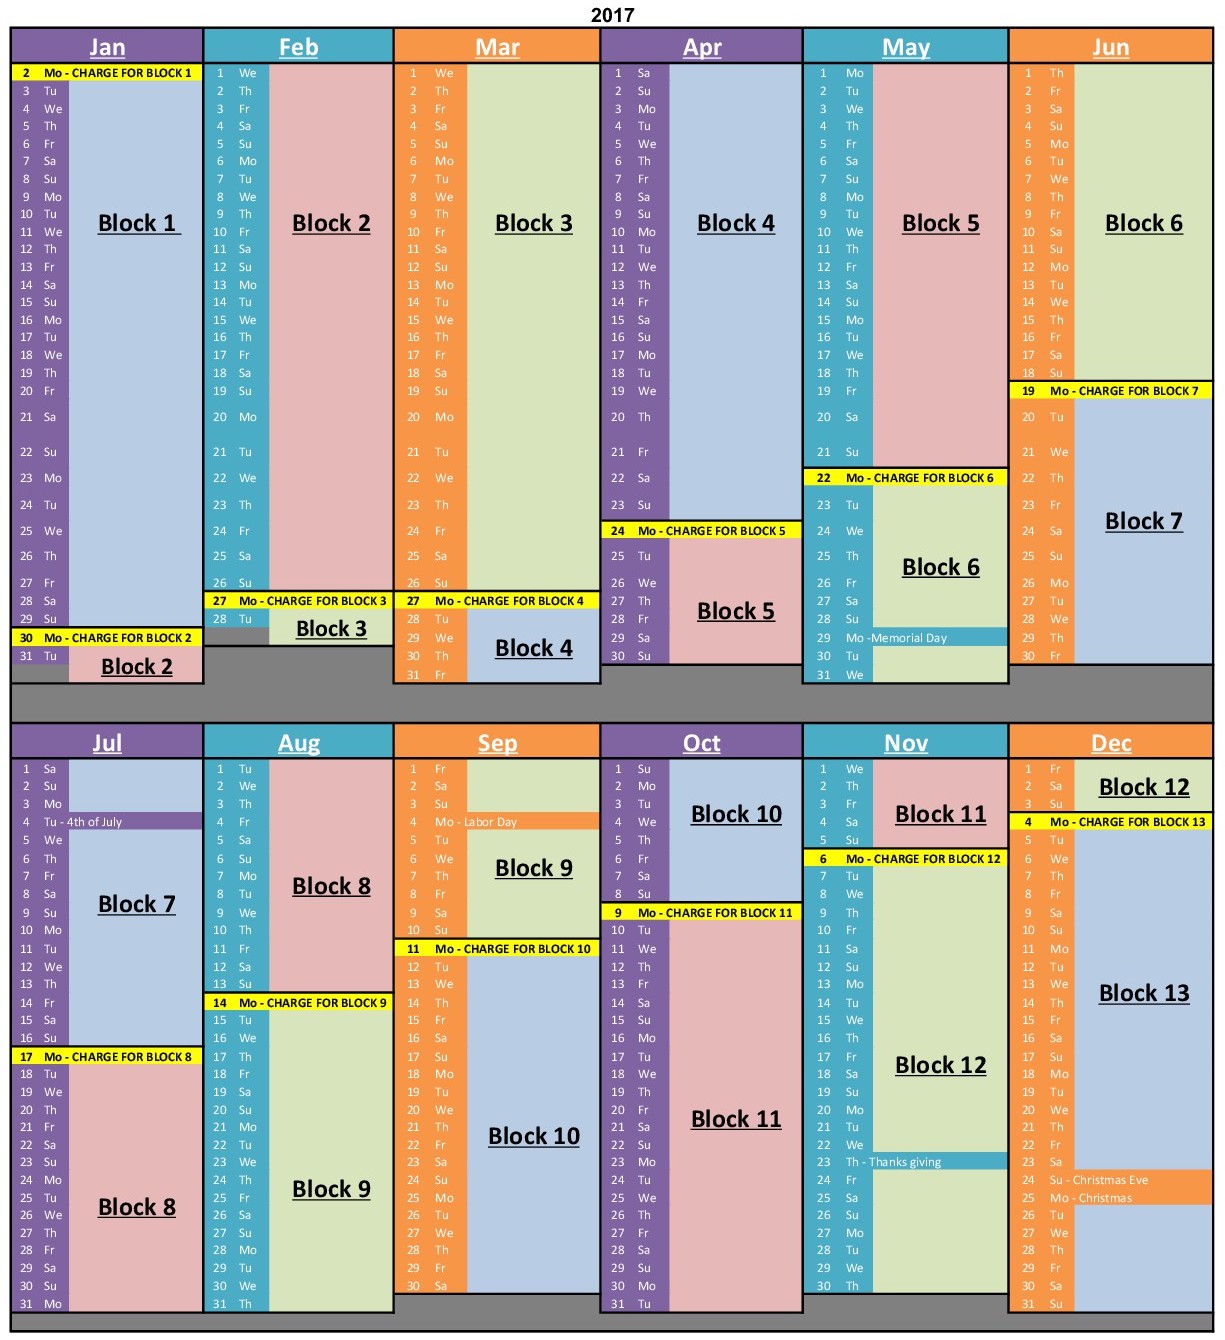 2017
Jan
2 Mo - CHARGE FOR BLOCK 1
3 Tu
4 We
5 Th
6 Fr
7 Sa
8 Su
9 Mo
10 Tu
Block 1
11 We
12 Th
13 Fr
14 Sa
15 Su
16 Mo
17 Tu
18 We
19 Th
20 Fr
21 Sa
22 Su
23 Mo
24 Tu
25 We
26 Th
27 Fr
28 Sa
29 Su
30 Mo - CHARGE FOR BLOCK 2
31 Tu
Block 2
Feb
1 We
2 Th
3 Fr
4 Sa
5 Su
6 Mo
7 Tu
8 We
9 Th
Block 2
10 Fr
11 Sa
12 Su
13 Mo
14 Tu
15 We
16 Th
17 Fr
18 Sa
19 Su
20 Mo
21 Tu
22 We
23 Th
24 Fr
25 Sa
26 Su
27 Mo - CHARGE FOR BLOCK 3
28 Tu
Block 3
Mar
1 We
2 Th
3 Fr
4 Sa
5 Su
6 Mo
7 Tu
8 We
9 Th
Block 3
10 Fr
11 Sa
12 Su
13 Mo
14 Tu
15 We
16 Th
17 Fr
18 Sa
19 Su
20 Mo
21 Tu
22 We
23 Th
24 Fr
25 Sa
26 Su
27 Mo - CHARGE FOR BLOCK 4
28 Tu
29 We
Block 4
30 Th
31 Fr
Apr
1 Sa
2 Su
3 Mo
4 Tu
5 We
6 Th
7 Fr
8 Sa
9 Su
Block 4
10 Mo
11 Tu
12 We
13 Th
14 Fr
15 Sa
16 Su
17 Mo
18 Tu
19 We
20 Th
21 Fr
22 Sa
23 Su
24 Mo - CHARGE FOR BLOCK 5
25 Tu
26 We
27 Th
Block 5
28 Fr
29 Sa
30 Su
May
1 Mo
2 Tu
3 We
4 Th
5 Fr
6 Sa
7 Su
8 Mo
9 Tu
Block 5
10 We
11 Th
12 Fr
13 Sa
14 Su
15 Mo
16 Tu
17 We
18 Th
19 Fr
20 Sa
21 Su
22 Mo - CHARGE FOR BLOCK 6
23 Tu
24 We
25 Th
Block 6
26 Fr
27 Sa
28 Su
29 Mo -Memorial Day
30 Tu
31 We
Jun
1 Th
2 Fr
3 Sa
4 Su
5 Mo
6 Tu
7 We
8 Th
9 Fr
Block 6
10 Sa
11 Su
12 Mo
13 Tu
14 We
15 Th
16 Fr
17 Sa
18 Su
19 Mo - CHARGE FOR BLOCK 7
20 Tu
21 We
22 Th
23 Fr
Block 7
24 Sa
25 Su
26 Mo
27 Tu
28 We
29 Th
30 Fr
Jul
1 Sa
2 Su
3 Mo
4 Tu - 4th of July
5 We
6 Th
7 Fr
8 Sa
Block 7
9 Su
10 Mo
11 Tu
12 We
13 Th
14 Fr
15 Sa
16 Su
17 Mo - CHARGE FOR BLOCK 8
18 Tu
19 We
20 Th
21 Fr
22 Sa
23 Su
24 Mo
25 Tu
Block 8
26 We
27 Th
28 Fr
29 Sa
30 Su
31 Mo
Aug
1 Tu
2 We
3 Th
4 Fr
5 Sa
6 Su
7 Mo
Block 8
8 Tu
9 We
10 Th
11 Fr
12 Sa
13 Su
14 Mo - CHARGE FOR BLOCK 9
15 Tu
16 We
17 Th
18 Fr
19 Sa
20 Su
21 Mo
22 Tu
23 We
24 Th
Block 9
25 Fr
26 Sa
27 Su
28 Mo
29 Tu
30 We
31 Th
Sep
1 Fr
2 Sa
3 Su
4 Mo - Labor Day
5 Tu
6 We
Block 9
7 Th
8 Fr
9 Sa
10 Su
11 Mo - CHARGE FOR BLOCK 10
12 Tu
13 We
14 Th
15 Fr
16 Sa
17 Su
18 Mo
19 Tu
20 We
21 Th
Block 10
22 Fr
23 Sa
24 Su
25 Mo
26 Tu
27 We
28 Th
29 Fr
30 Sa
Oct
1 Su
2 Mo
3 Tu
Block 10
4 We
5 Th
6 Fr
7 Sa
8 Su
9 Mo - CHARGE FOR BLOCK 11
10 Tu
11 We
12 Th
13 Fr
14 Sa
15 Su
16 Mo
17 Tu
18 We
19 Th
20 Fr
Block 11
21 Sa
22 Su
23 Mo
24 Tu
25 We
26 Th
27 Fr
28 Sa
29 Su
30 Mo
31 Tu
Nov
1 We
2 Th
3 Fr
Block 11
4 Sa
5 Su
6 Mo - CHARGE FOR BLOCK 12
7 Tu
8 We
9 Th
10 Fr
11 Sa
12 Su
13 Mo
14 Tu
15 We
16 Th
17 Fr
Block 12
18 Sa
19 Su
20 Mo
21 Tu
22 We
23 Th - Thanks giving
24 Fr
25 Sa
26 Su
27 Mo
28 Tu
29 We
30 Th
Dec
1 Fr
2 Sa
Block 12
3 Su
4 Mo - CHARGE FOR BLOCK 13
5 Tu
6 We
7 Th
8 Fr
9 Sa
10 Su
11 Mo
12 Tu
13 We
Block 13
14 Th
15 Fr
16 Sa
17 Su
18 Mo
19 Tu
20 We
21 Th
22 Fr
23 Sa
24 Su - Christmas Eve
25 Mo - Christmas
26 Tu
27 We
28 Th
29 Fr
30 Sa
31 Su